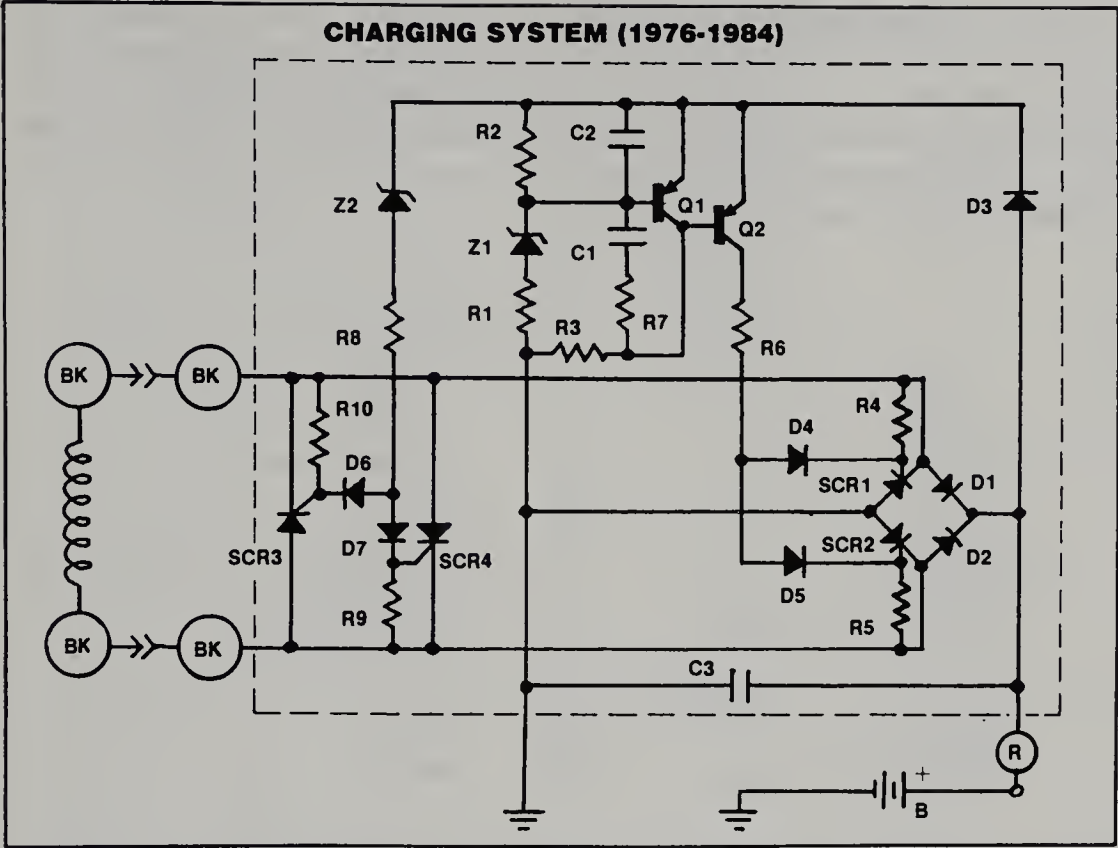 CHARGING SYSTEM (1976-1984)
R2
C2
Z2
Q1
Q2
D3
Z1
C1
R1
R3
R7
R8
R6
BK
BK
R10
R4
D4
D6
SCR1
D1
SCR3
D7
SCR4
SCR2
D2
D5
R9
R5
BK
BK
C3
R
+
B